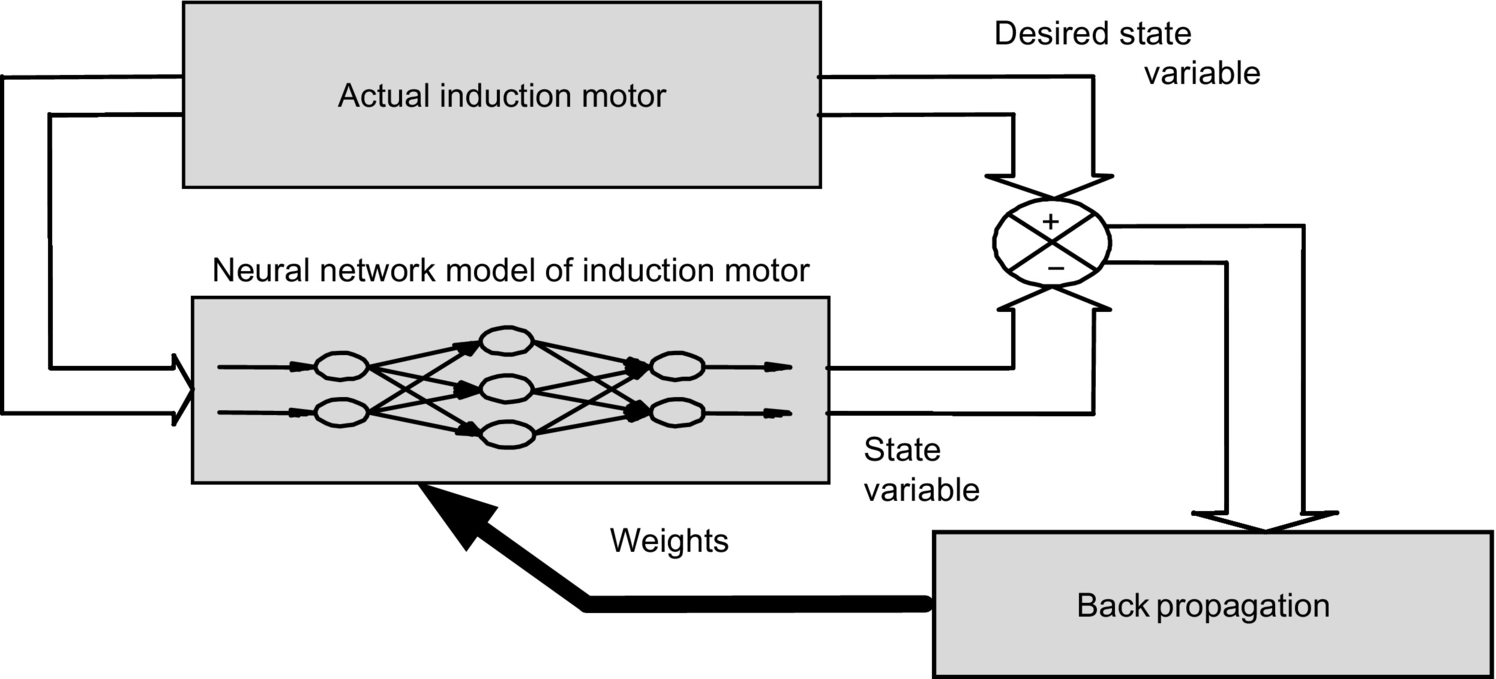 Desired state
variable
Actual induction motor
+
−
Neural network model of induction motor
State
variable
Weights
Back propagation